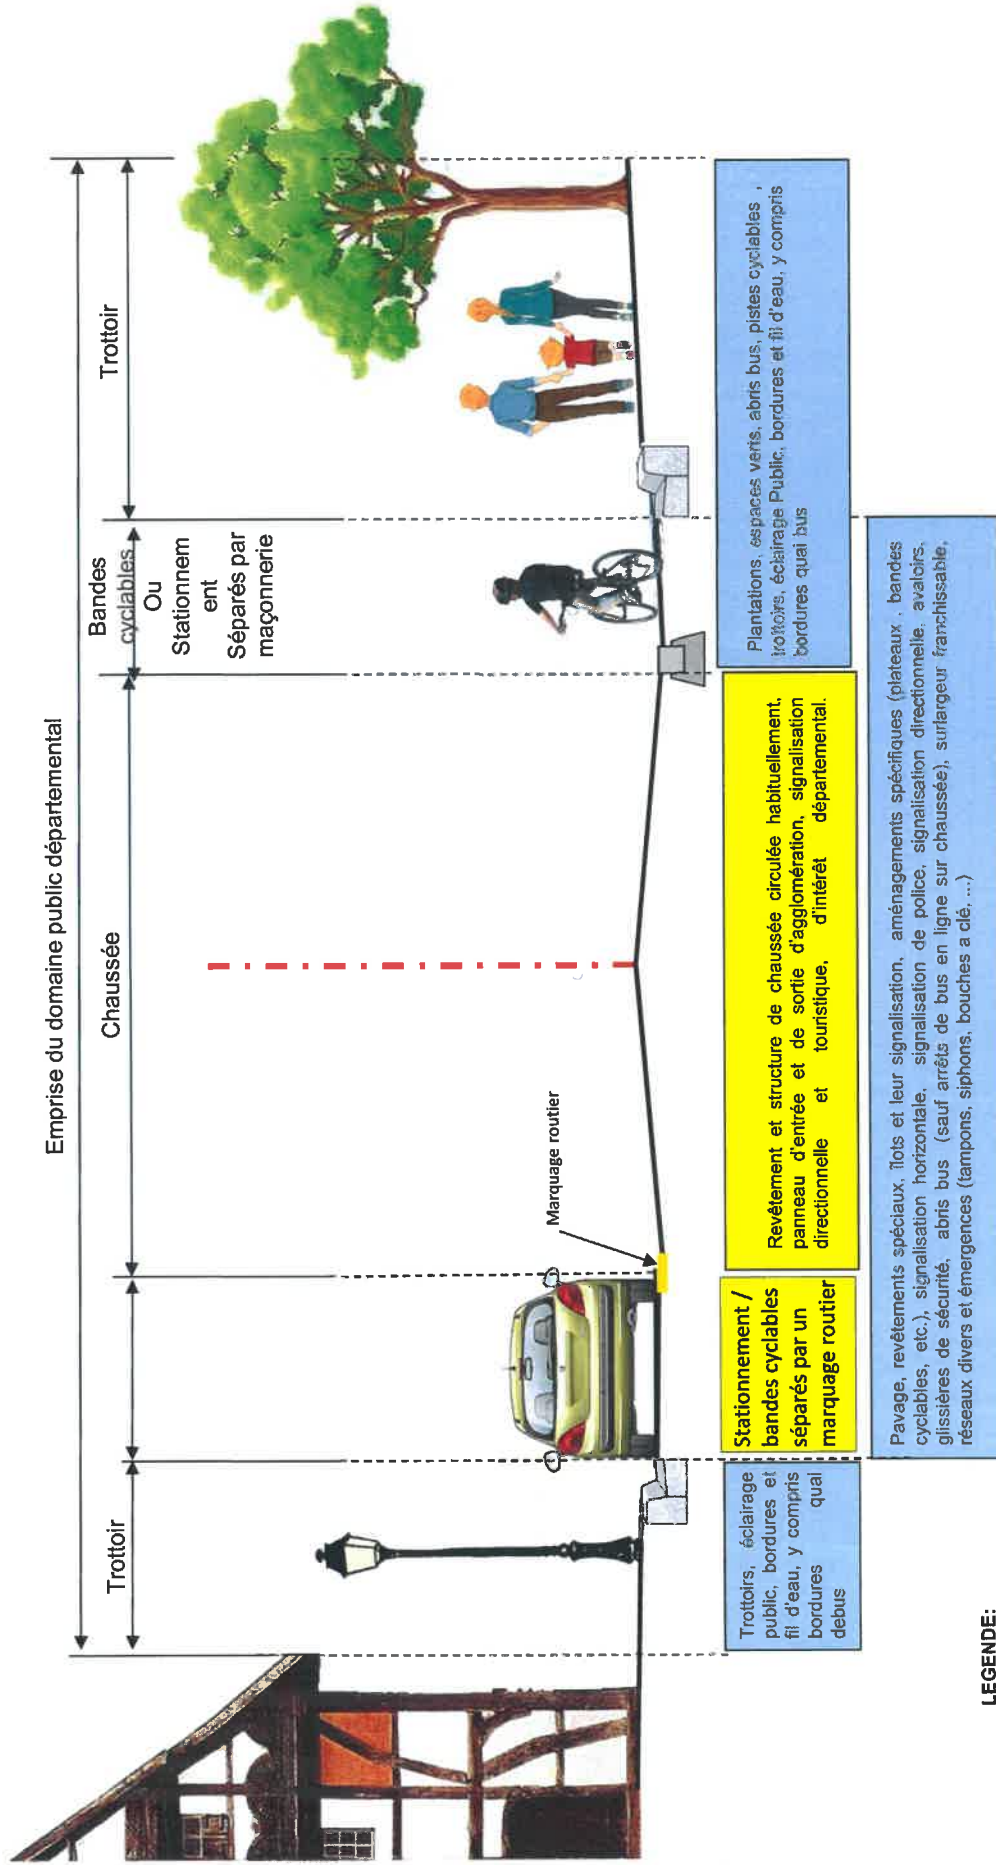 Emprise du domaine public départemental
Trottoir
Chaussée
Bandes
cyclables
Ou
Stationnem
ent
Séparés par
maçonnerie
Trottoir
Marquage routier
Trottoirs, éclairage
public, bordures et
fil d'eau, y compris
bordures quai
debus
Stationnement /
bandes cyclables
séparés par un
marquage routier
Revêtement et structure de chaussée circulée habituellement,
panneau d'entrée et de sortie d'agglomération, signalisation
directionnelle et touristique, d'intérêt départemental.
Plantations, espaces verts, abris bus, pistes cyclables ,
trottoirs, éclairage Public, bordures et fil d'eau, y compris
bordures quai bus
Pavage, revêtements spéciaux, îlots et leur signalisation, aménagements spécifiques (plateaux , bandes
cyclables, etc.), signalisation horizontale, signalisation de police, signalisation directionnelle, avaloirs,
glissières de sécurité, abris bus (sauf arrêts de bus en ligne sur chaussée), surlargeur franchissable,
réseaux divers et émergences (tampons, siphons, bouches a clé, ...)
LEGENDE: